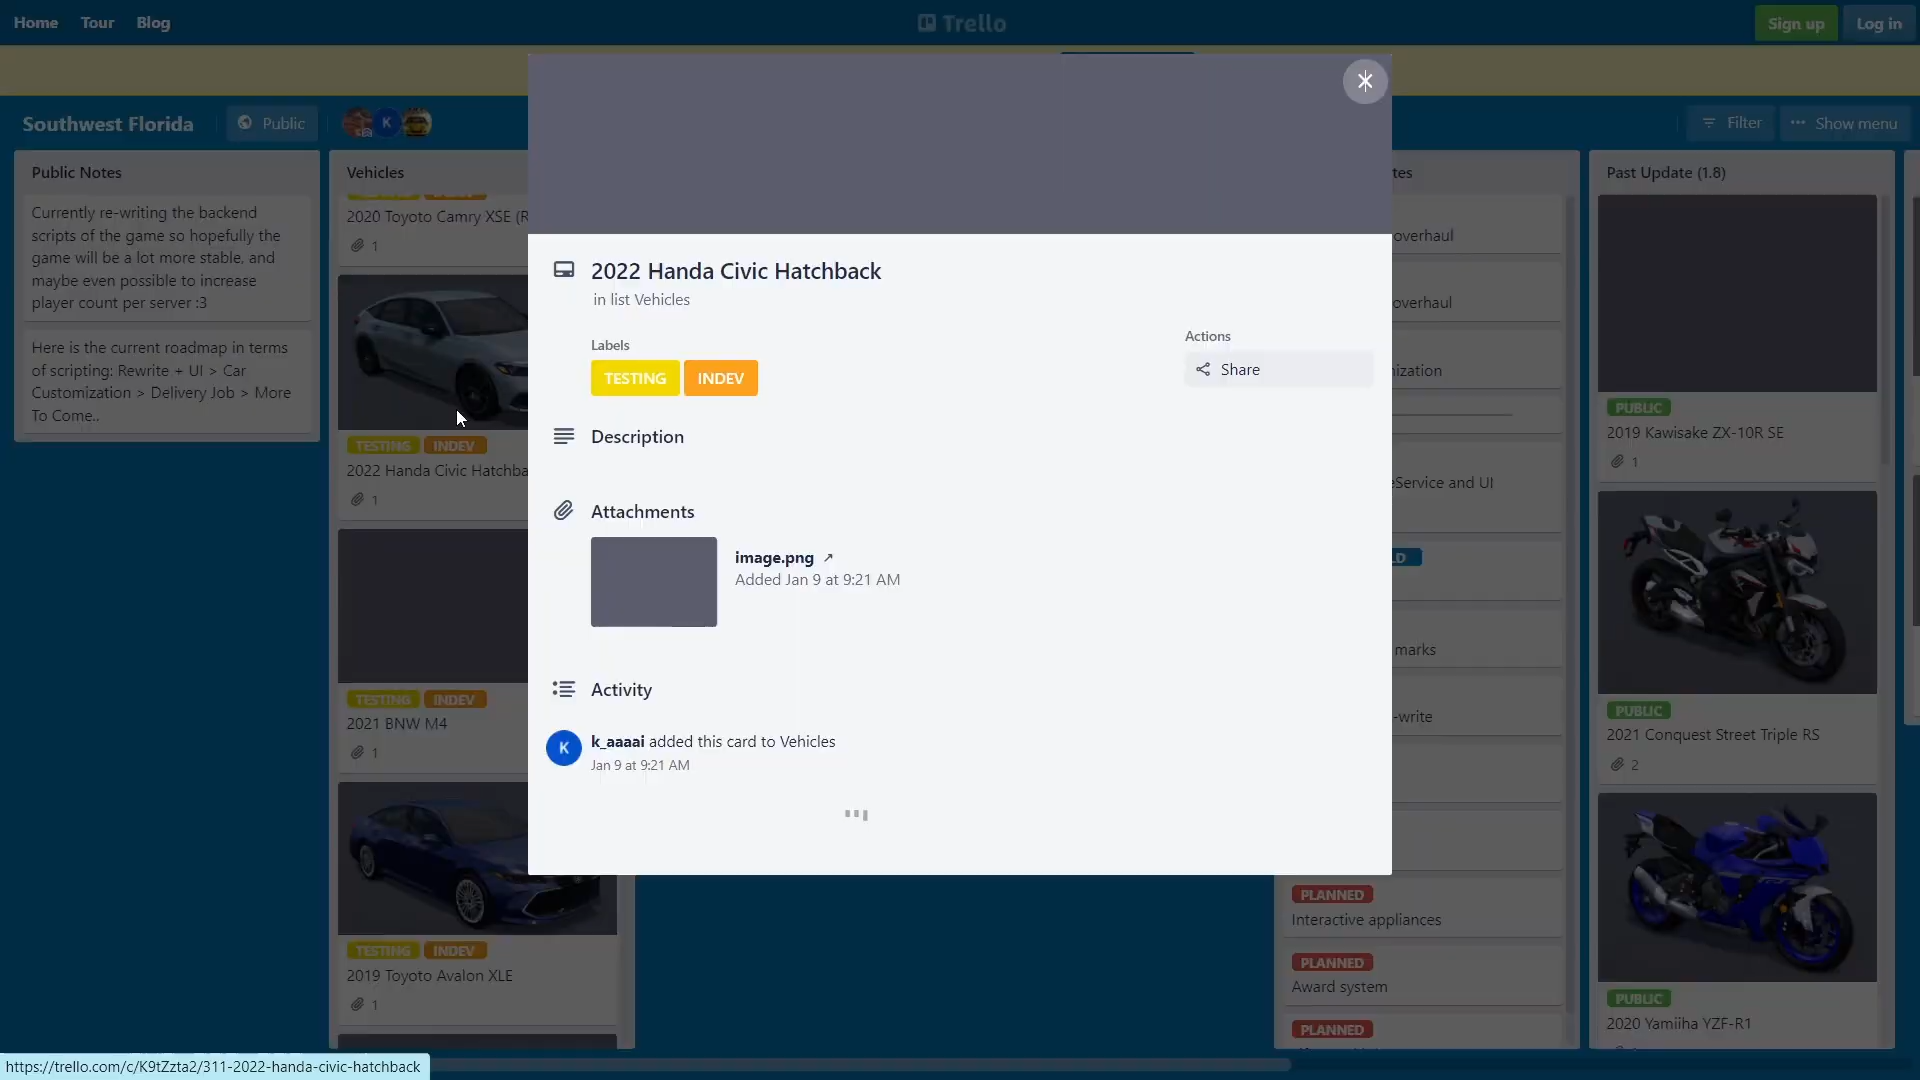 Home Tour Blog
Trello
Sign up Log in
Southwest Florida
Public
K
Filter
Show menu
Public Notes
Currently re-writing the backend
scripts of the game so hopefully the
game will be a lot more stable, and
maybe even possible to increase
player count per server :3
Here is the current roadmap in terms
of scripting: Rewrite + UI > Car
Customization > Delivery Job > More
To Come..
Vehicles
2020 Toyoto Camry XSE (R
1
TESTING INDEV
2022 Handa Civic Hatchba
1
TESTING INDEV
2021 BNW M4
1
TESTING INDEV
2019 Toyoto Avalon XLE
1
2022 Handa Civic Hatchback
in list Vehicles
Labels
TESTING INDEV
Actions
Share
Description
Attachments
image.png
Added Jan 9 at 9:21 AM
Activity
K
k_aaaai added this card to Vehicles
Jan 9 at 9:21 AM
tes
overhaul
overhaul
ization
eService and UI
D
marks
-write
PLANNED
Interactive appliances
PLANNED
Award system
PLANNED
Past Update (1.8)
PUBLIC
2019 Kawisake ZX-10R SE
1
PUBLIC
2021 Conquest Street Triple RS
2
PUBLIC
2020 Yamiiha YZF-R1
https://trello.com/c/K9tZzta2/311-2022-handa-civic-hatchback